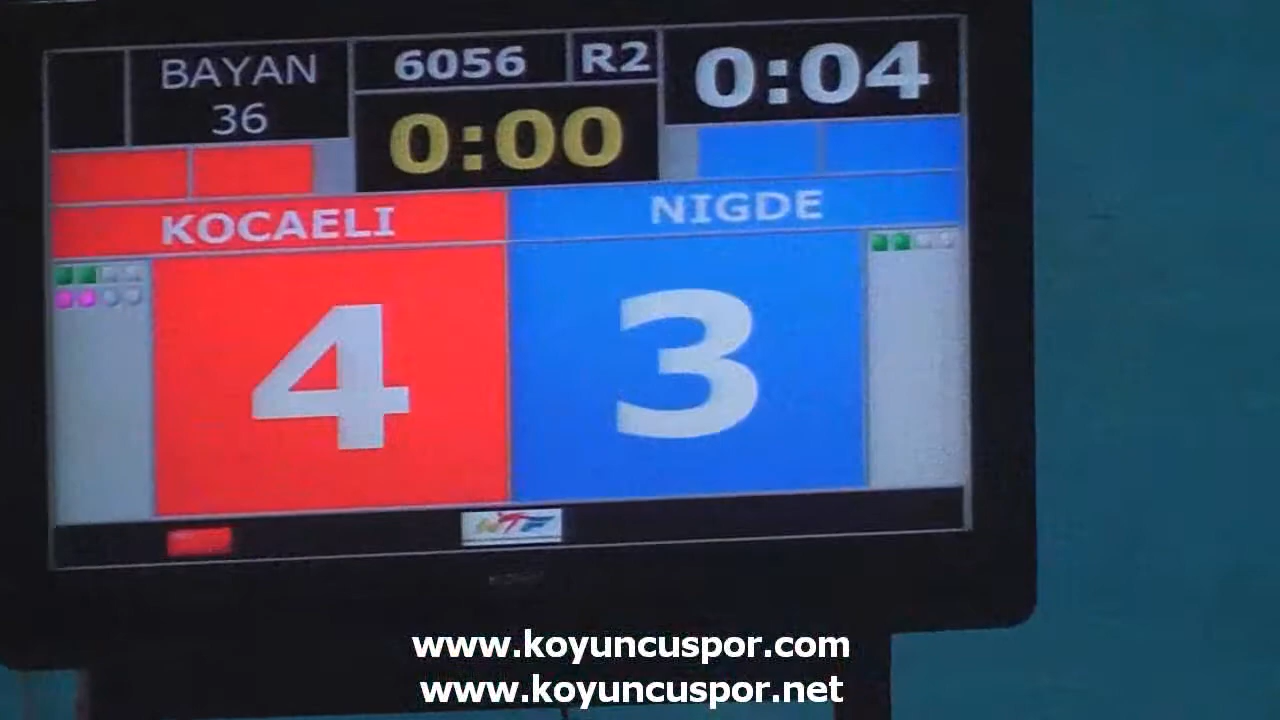 BAYAN
36
6056
R2
0:04
0:00
KOCAELI
NIGDE
4
3
WTF
www.koyuncuspor.com
www.koyuncuspor.net